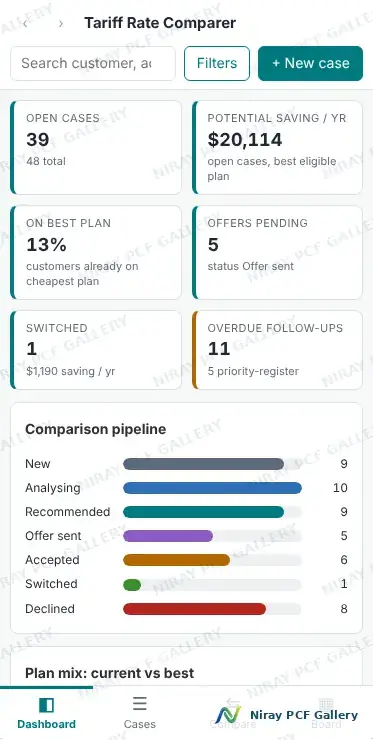 ‹ › Tariff Rate Comparer
Search customer, ac
Filters
+ New case
OPEN CASES
39
48 total
POTENTIAL SAVING / YR
$20,114
open cases, best eligible
plan
ON BEST PLAN
13%
customers already on
cheapest plan
OFFERS PENDING
5
status Offer sent
SWITCHED
1
$1,190 saving / yr
OVERDUE FOLLOW-UPS
11
5 priority-register
Comparison pipeline
New 9
Analysing 10
Recommended 9
Offer sent 5
Accepted 6
Switched 1
Declined 8
Plan mix: current vs best
Dashboard
Cases
Board
Niray PCF Gallery
NIRAY PCF GALLERY